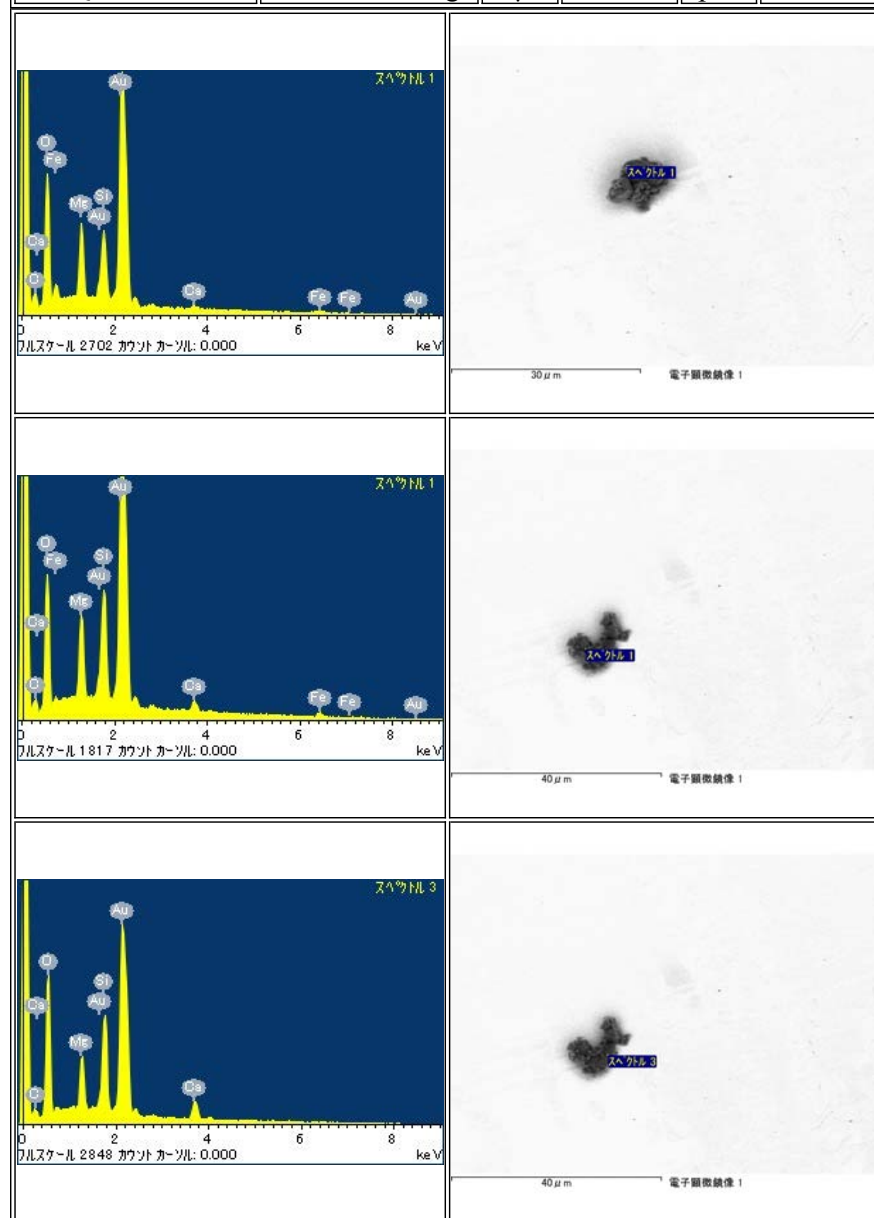 スペクトル 1
Au
O
Fe
Mg
Si
Au
Ca
C
Ca
Fe
Fe
Au
0 2 4 6 8
フルスケール 2702 カウント カーソル: 0.000 keV
スペクトル 1
30μm 電子顕微鏡像 1
スペクトル 1
Au
O
Fe
Si
Au
Mg
Ca
C
Ca
Fe
Fe
Au
0 2 4 6 8
フルスケール 1817 カウント カーソル: 0.000 keV
スペクトル 1
40μm 電子顕微鏡像 1
スペクトル 3
Au
O
Si
Ca
Au
Mg
C
Ca
0 2 4 6 8
フルスケール 2848 カウント カーソル: 0.000 keV
スペクトル 3
40μm 電子顕微鏡像 1